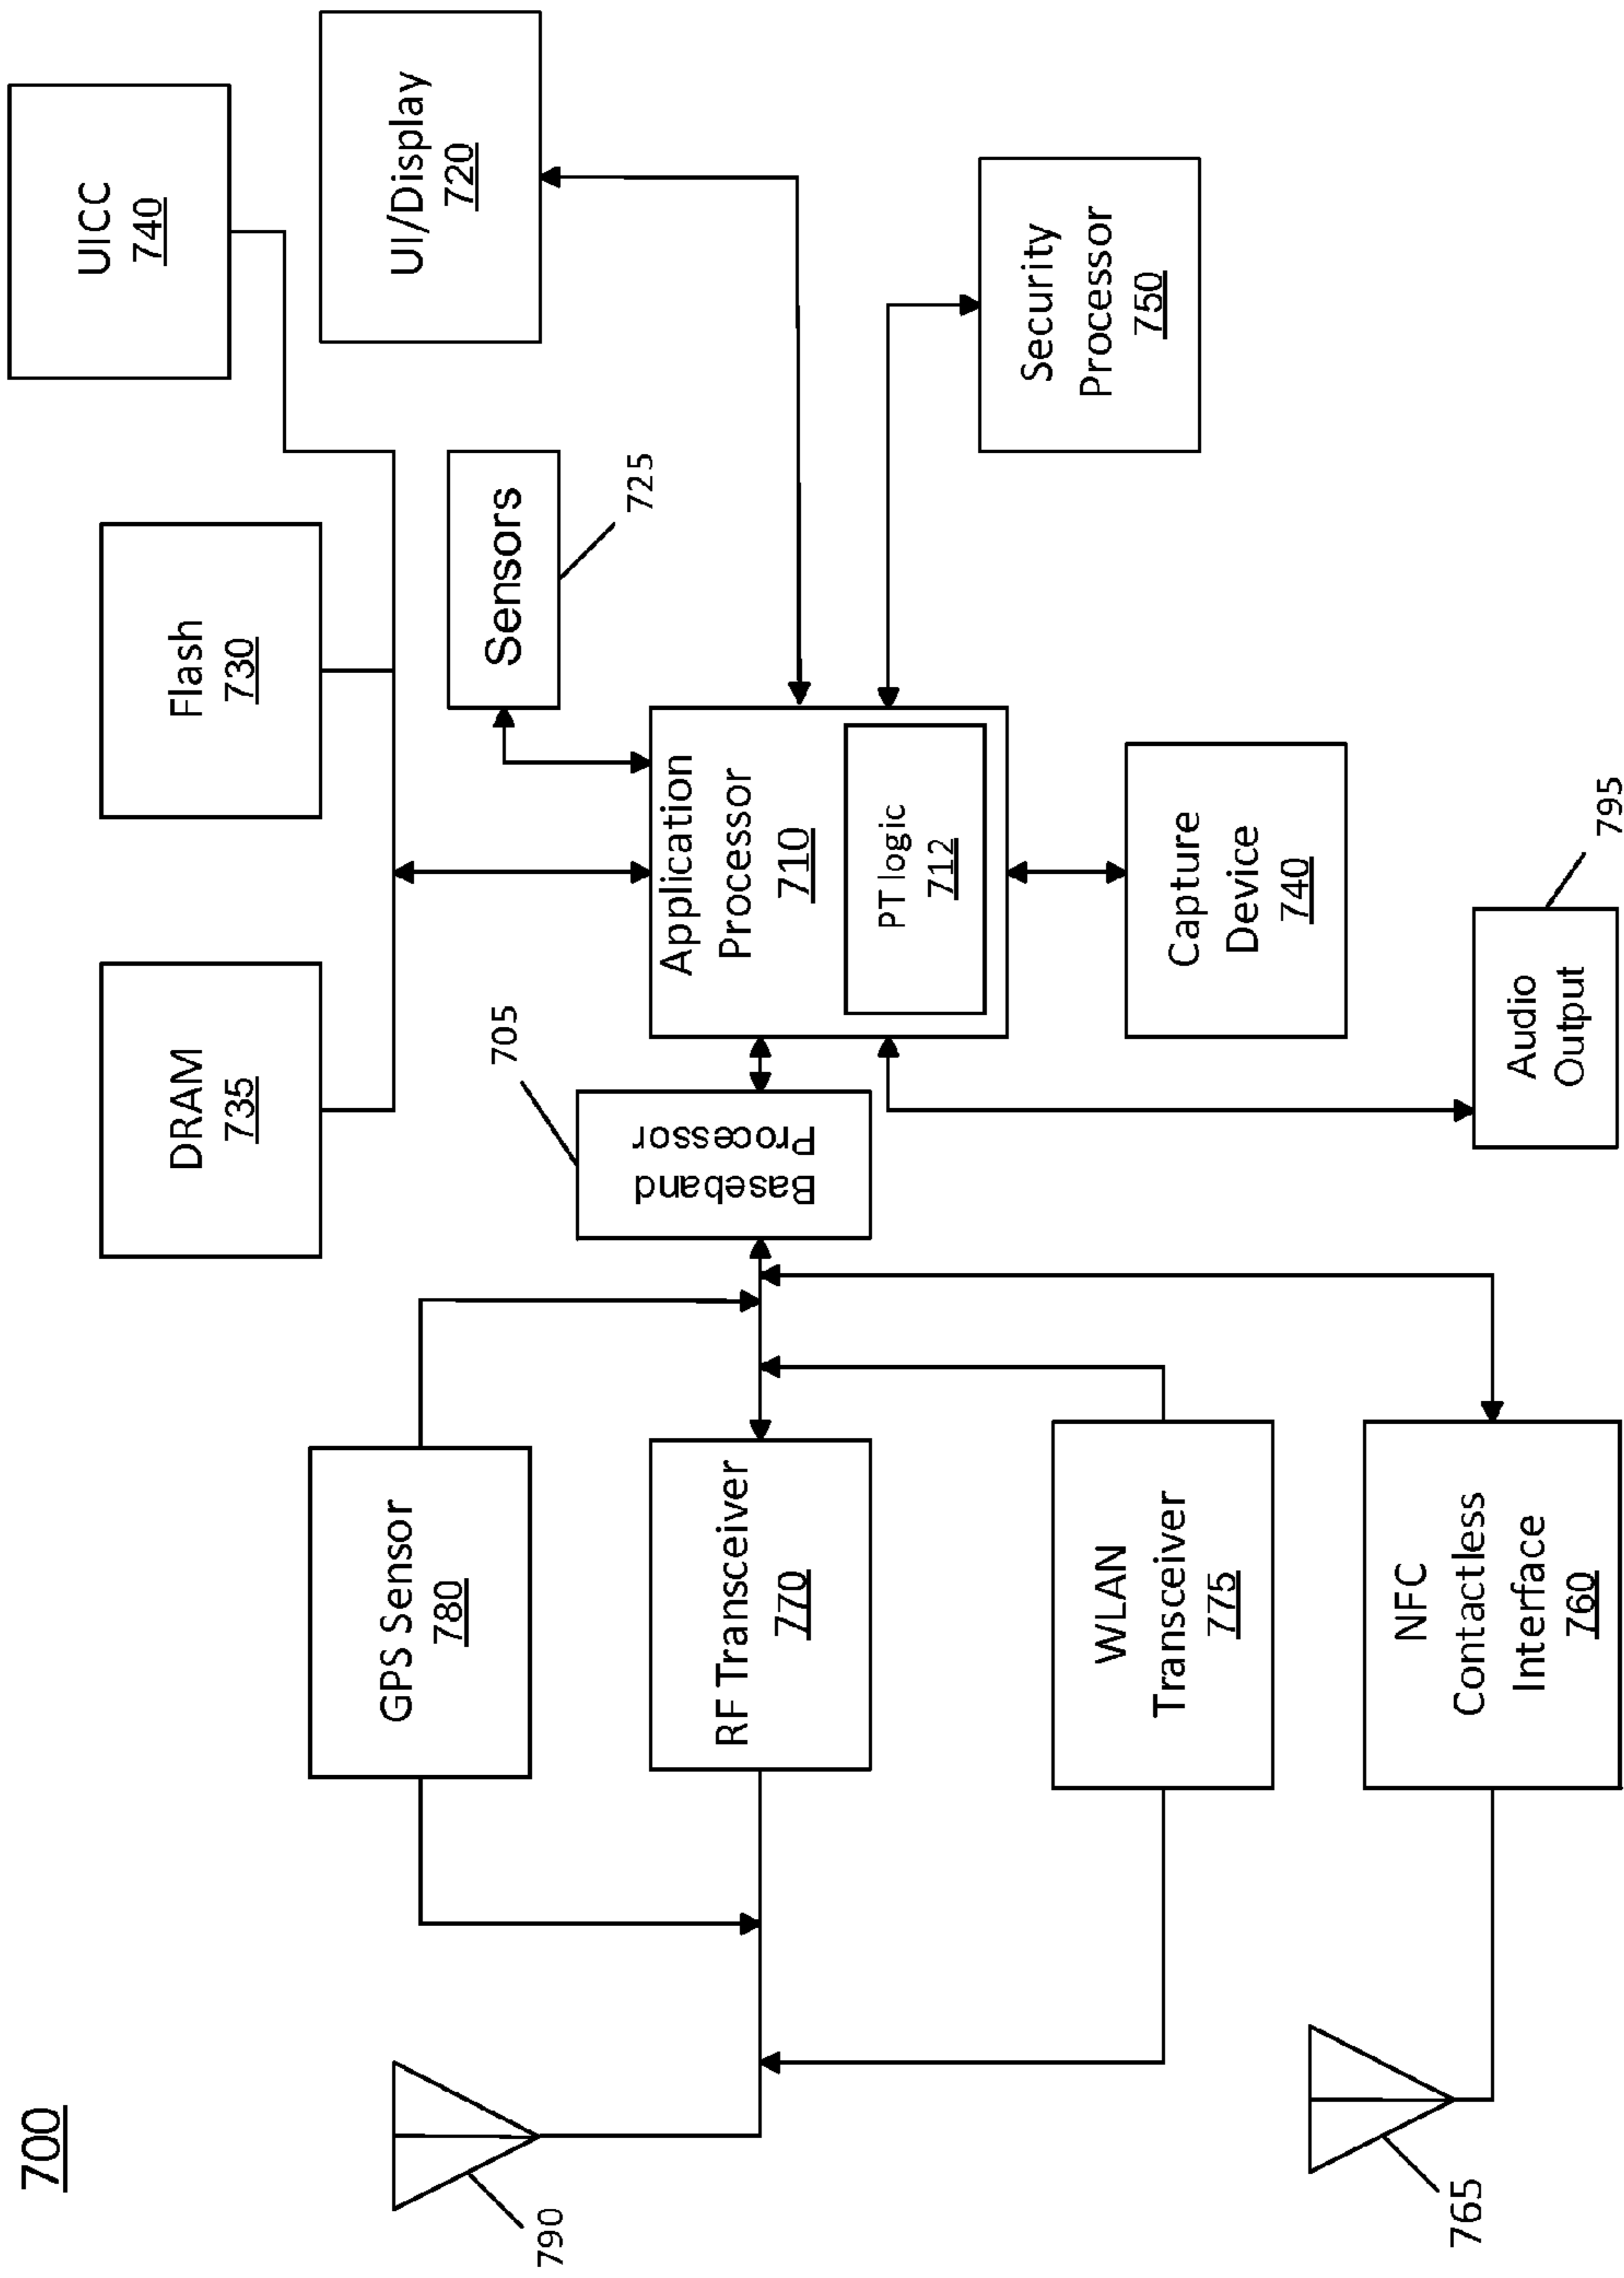 700
UICC
740
Flash
730
DRAM
735
UI/Display
720
Sensors
725
705
Baseband
Processor
Application
Processor
710
PT logic
712
Security
Processor
750
Capture
Device
740
Audio
Output
795
GPS Sensor
780
RF Transceiver
770
WLAN
Transceiver
775
NFC
Contactless
Interface
760
790
765